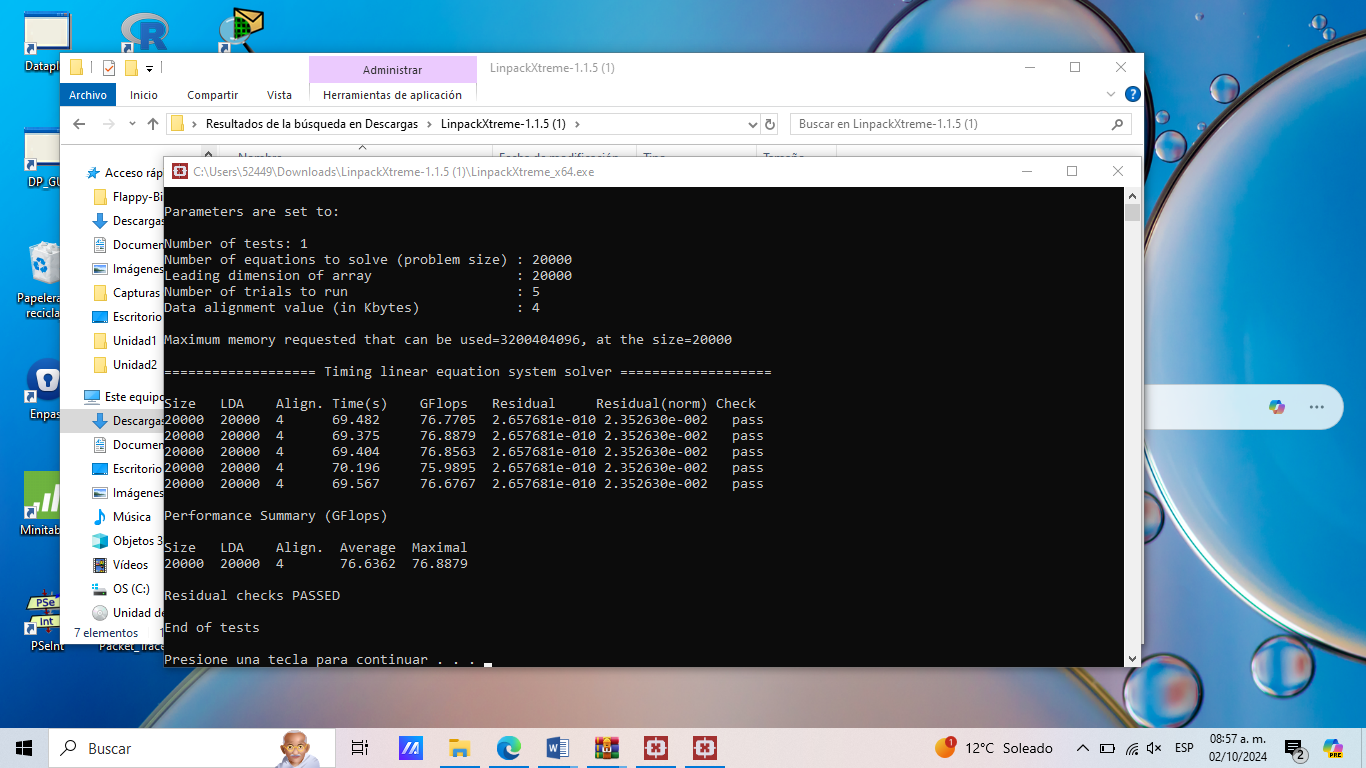 Datapl
Administrar
LinpackXtreme-1.1.5 (1)
Archivo Inicio Compartir Vista Herramientas de aplicación
Resultados de la búsqueda en Descargas > LinpackXtreme-1.1.5 (1) >
Buscar en LinpackXtreme-1.1.5 (1)
Nombre Fecha de modificación Tipo Tamaño
DP_GU
Papelera
recicla
Enpas
Minitab
PSe
Int
PSeInt
Packet_Trace
Acceso ráp
Flappy-Bi
Descargas
Documen
Imágenes
Capturas
Escritorio
Unidad1
Unidad2
Este equipo
Descargas
Documen
Escritorio
Imágenes
Música
Objetos 3
Vídeos
OS (C:)
Unidad de
7 elementos
C:\Users\52449\Downloads\LinpackXtreme-1.1.5 (1)\LinpackXtreme_x64.exe
Parameters are set to:
Number of tests: 1
Number of equations to solve (problem size) : 20000
Leading dimension of array : 20000
Number of trials to run : 5
Data alignment value (in Kbytes) : 4
Maximum memory requested that can be used=3200404096, at the size=20000
=================== Timing linear equation system solver ===================
Size LDA Align. Time(s) GFlops Residual Residual(norm) Check
20000 20000 4 69.482 76.7705 2.657681e-010 2.352630e-002 pass
20000 20000 4 69.375 76.8879 2.657681e-010 2.352630e-002 pass
20000 20000 4 69.404 76.8563 2.657681e-010 2.352630e-002 pass
20000 20000 4 70.196 75.9895 2.657681e-010 2.352630e-002 pass
20000 20000 4 69.567 76.6767 2.657681e-010 2.352630e-002 pass
Performance Summary (GFlops)
Size LDA Align. Average Maximal
20000 20000 4 76.6362 76.8879
Residual checks PASSED
End of tests
Presione una tecla para continuar . . .
Buscar
1
12°C Soleado
ESP
08:57 a. m.
02/10/2024
2
PRE